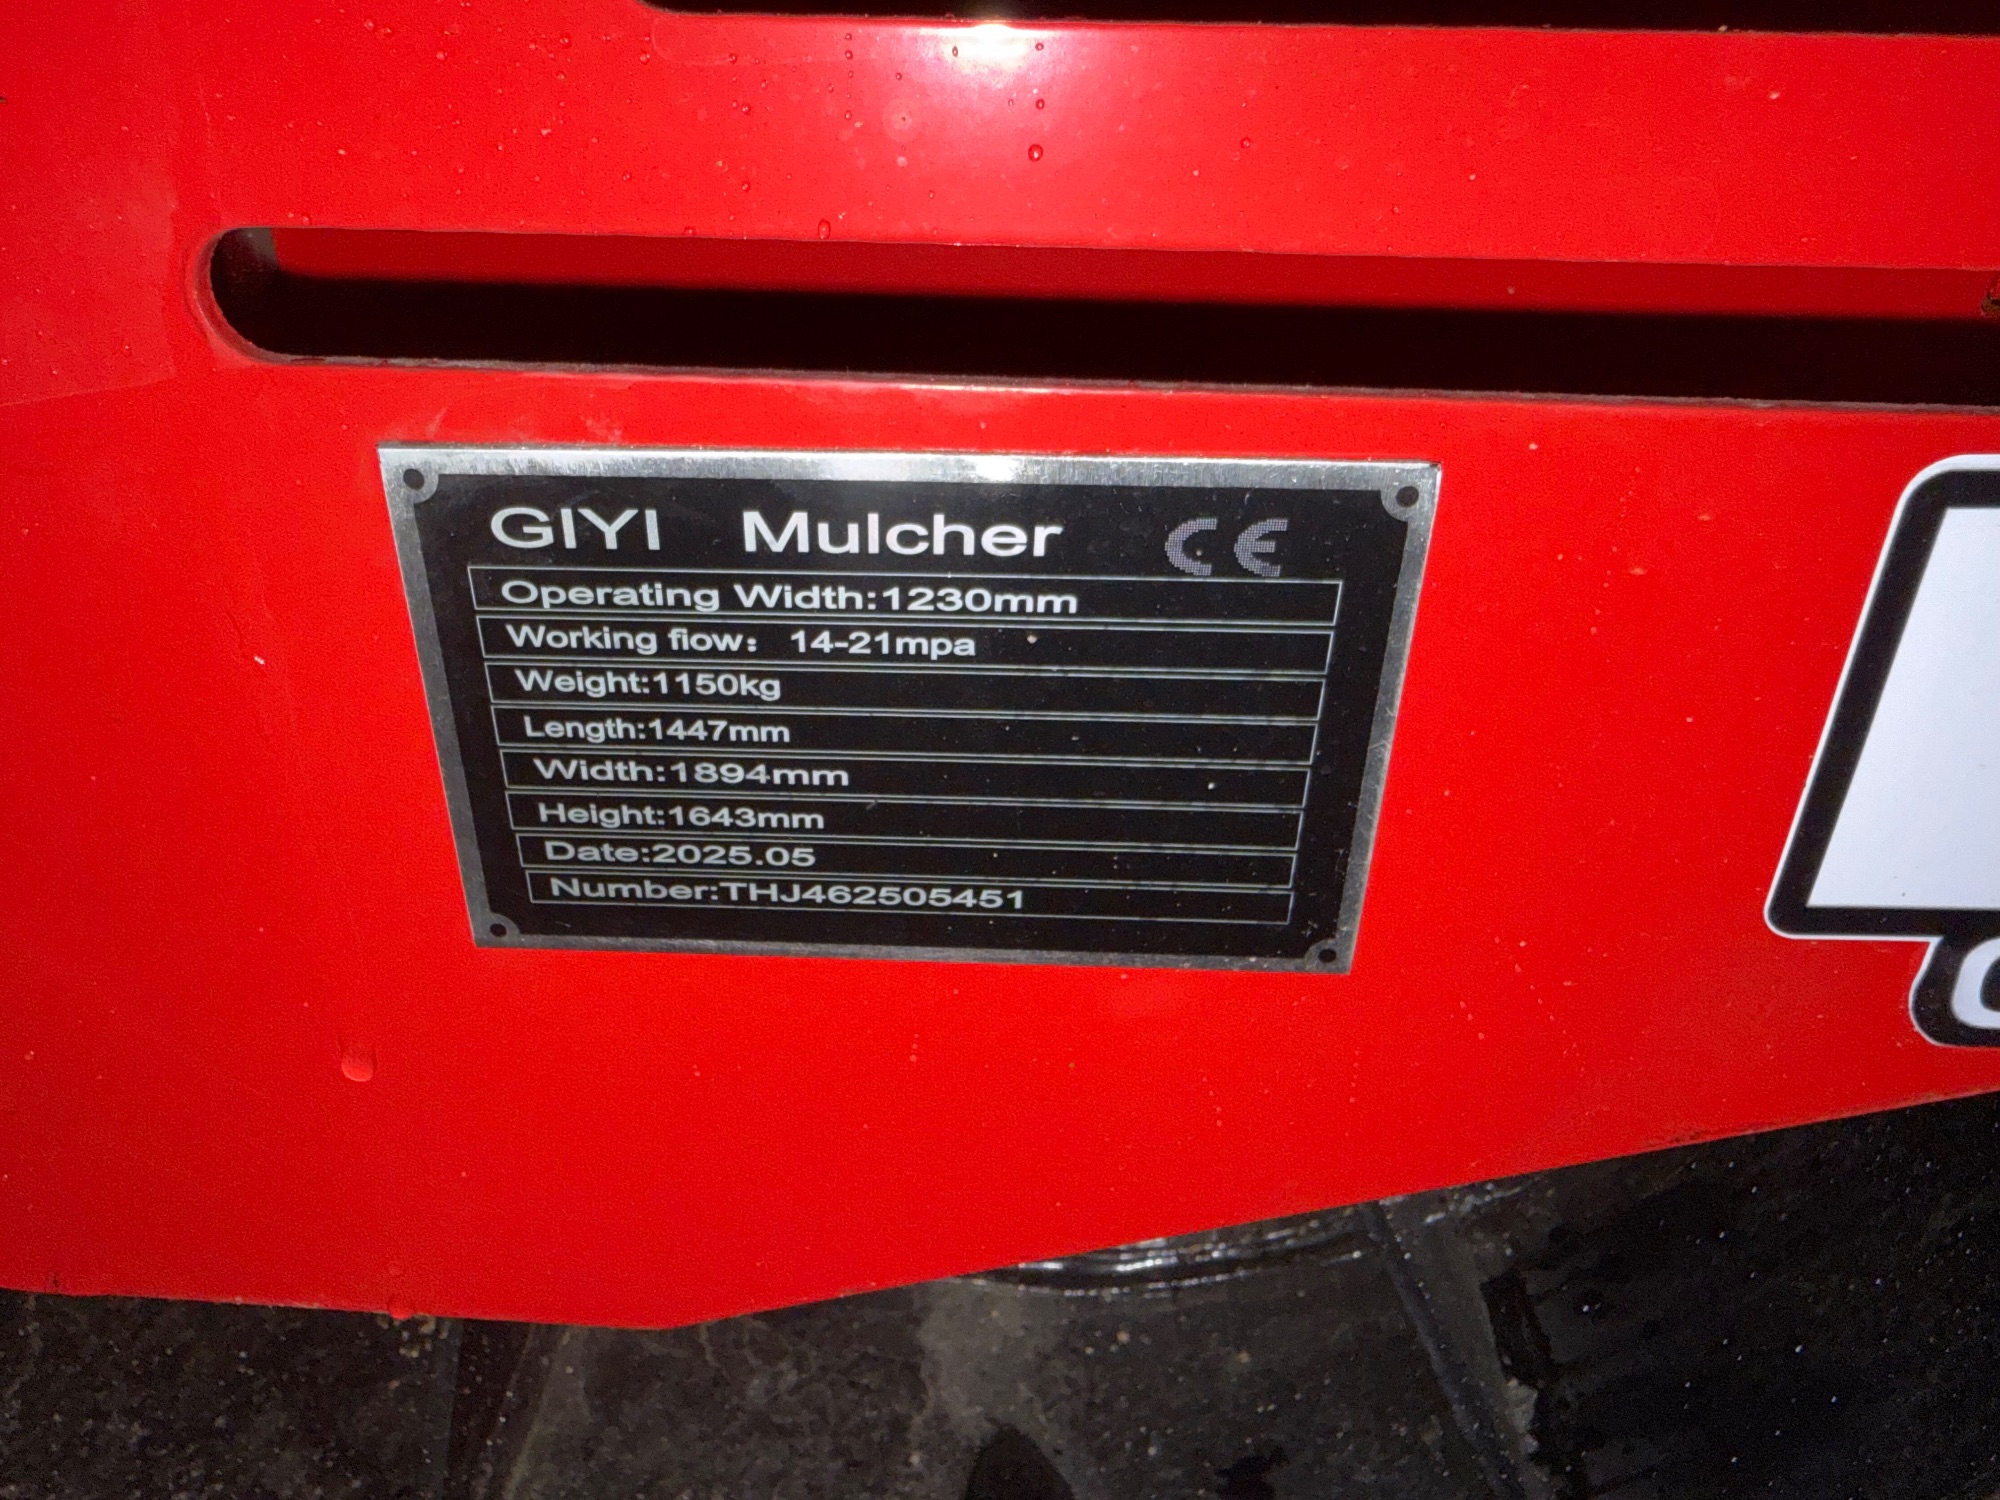 GIYI Mulcher CE
Operating Width:1230mm
Working flow： 14-21mpa
Weight:1150kg
Length:1447mm
Width:1894mm
Height:1643mm
Date:2025.05
Number:THJ462505451